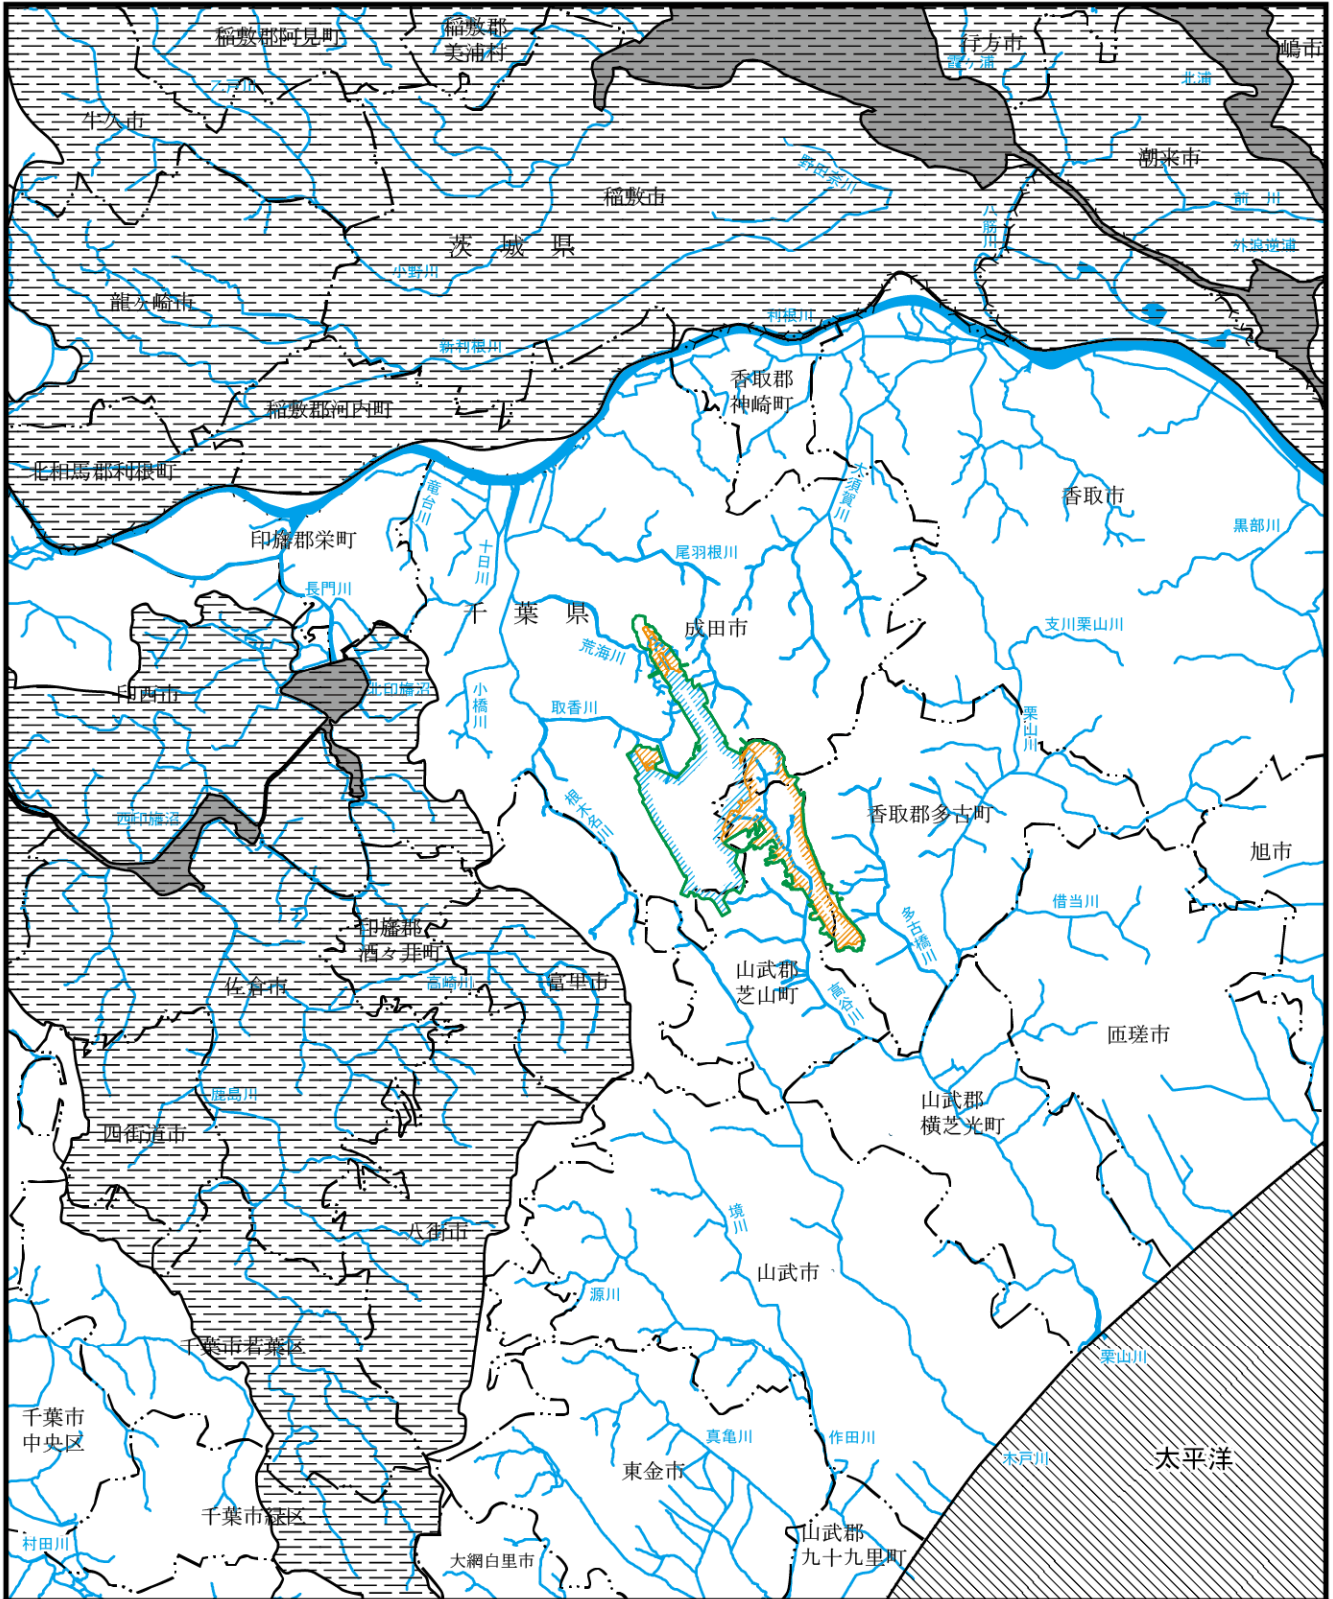 稲敷郡阿見町
稲敷郡
美浦村
行方市
霞ヶ浦
嶋市
北浦
乙戸川
牛久市
潮来市
野田奈川
稲敷市
前 川
八筋川
茨 城 県
外浪逆浦
小野川
龍ヶ崎市
利根川
新利根川
香取郡
神崎町
稲敷郡河内町
北相馬郡利根町
大須賀川
竜台川
香取市
黒部川
印旛郡栄町
十日川
尾羽根川
長門川
千 葉 県
成田市
支川栗山川
荒海川
北印旛沼
印西市
小橋川
取香川
栗山川
根木名川
香取郡多古町
西印旛沼
旭市
借当川
印旛郡
酒々井町
多古橋川
山武郡
芝山町
高崎川
富里市
佐倉市
高谷川
匝瑳市
鹿島川
山武郡
横芝光町
四街道市
境川
八街市
山武市
源川
千葉市若葉区
栗山川
千葉市
中央区
真亀川
作田川
木戸川
太平洋
東金市
千葉市緑区
村田川
山武郡
九十九里町
大網白里市